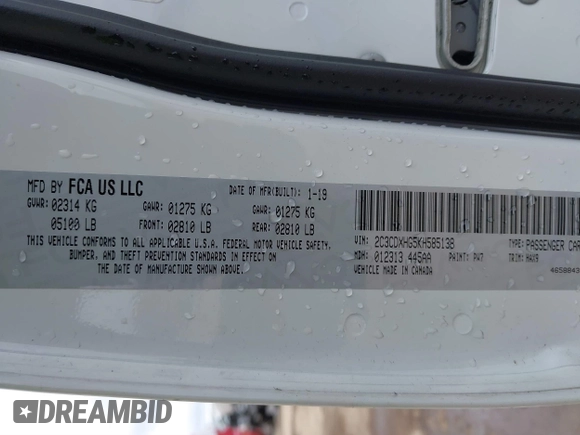 MFD BY FCA US LLC
DATE OF MFR(BUILT): 1-19
GVWR: 02314 KG GAWR: 01275 KG GAWR: 01275 KG
05100 LB FRONT: 02810 LB REAR: 02810 LB
THIS VEHICLE CONFORMS TO ALL APPLICABLE U.S.A. FEDERAL MOTOR VEHICLE SAFETY,
BUMPER, AND THEFT PREVENTION STANDARDS IN EFFECT ON
THE DATE OF MANUFACTURE SHOWN ABOVE.
VIN: 2C3CDXHG5KH585138 TYPE: PASSENGER CAR
MDH: 012313 445AA PAINT: PW7 TRIM: HAX9
VEHICLE MADE IN CANADA
DREAMBID